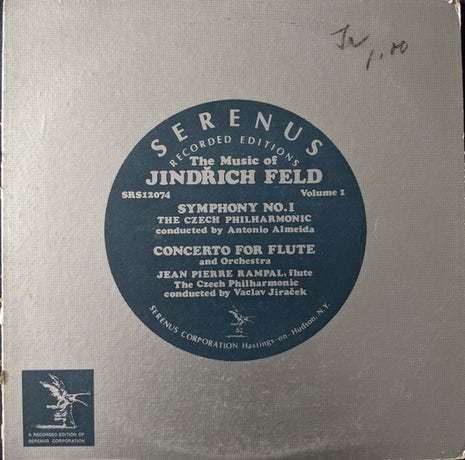 1.00
SERENUS
RECORDED EDITIONS
The Music of
JINDŘICH FELD
SRS12074 Volume 1
SYMPHONY NO.1
THE CZECH PHILHARMONIC
conducted by Antonio Almeida
CONCERTO FOR FLUTE
and Orchestra
JEAN PIERRE RAMPAL, flute
The Czech Philharmonic
conducted by Vaclav Jiraček
SERENUS CORPORATION Hastings-on-Hudson, N.Y.
A RECORDED EDITION OF
SERENUS CORPORATION